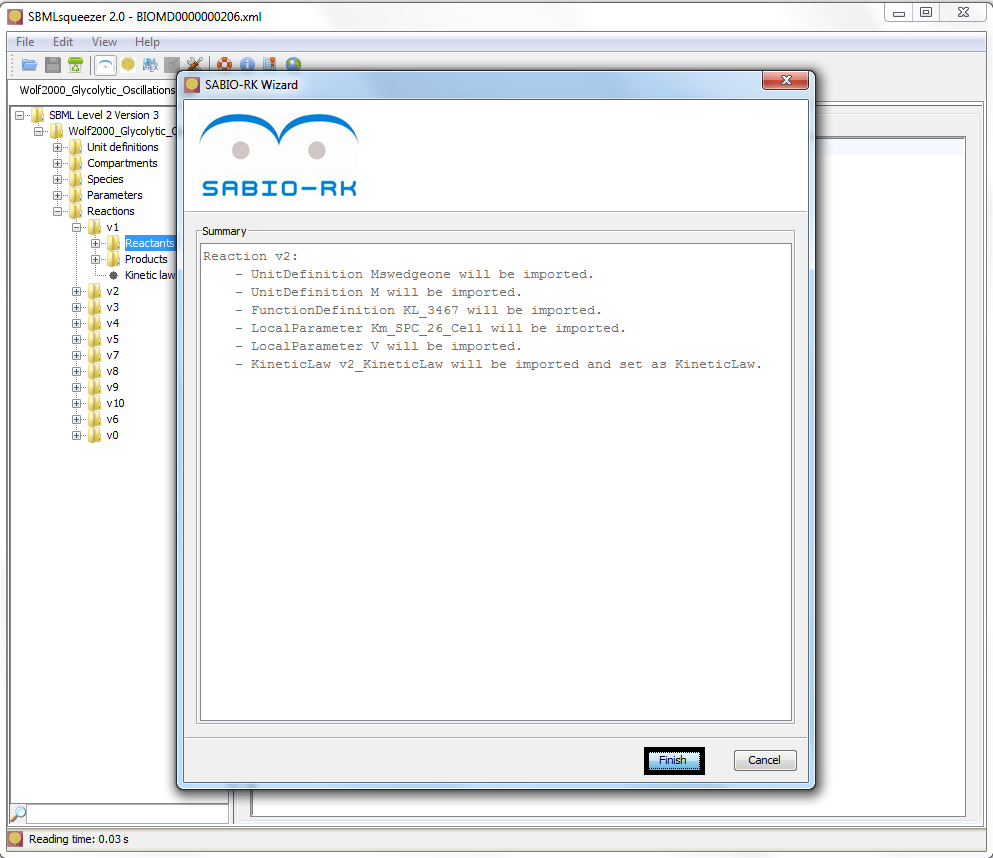 SBMLsqueezer 2.0 - BIOMD0000000206.xml
File Edit View Help
Wolf2000_Glycolytic_Oscillations
SBML Level 2 Version 3
Wolf2000_Glycolytic_O
Unit definitions
Compartments
Species
Parameters
Reactions
v1
Reactants
Products
Kinetic law
v2
v3
v4
v5
v7
v8
v9
v10
v6
v0
SABIO-RK Wizard
SABIO-RK
Summary
Reaction v2:
- UnitDefinition Mswedgeone will be imported.
- UnitDefinition M will be imported.
- FunctionDefinition KL_3467 will be imported.
- LocalParameter Km_SPC_26_Cell will be imported.
- LocalParameter V will be imported.
- KineticLaw v2_KineticLaw will be imported and set as KineticLaw.
Finish Cancel
Reading time: 0.03 s